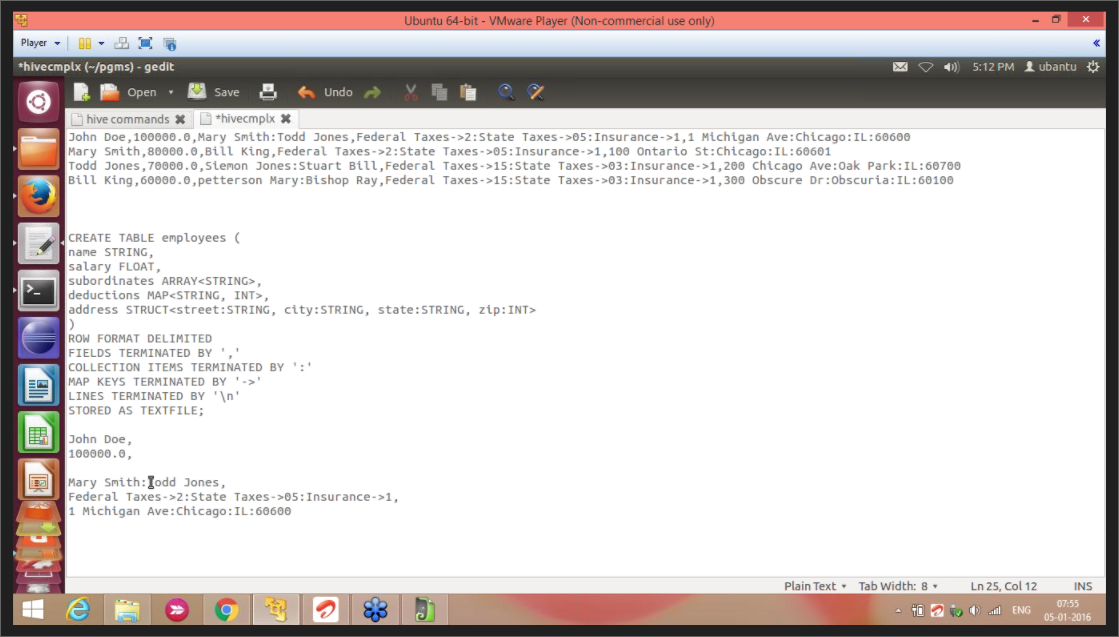 Ubuntu 64-bit - VMware Player (Non-commercial use only)
Player
*hivecmplx (~/pgms) - gedit
5:12 PM
ubantu
Open
Save
Undo
hive commands
*hivecmplx
John Doe,100000.0,Mary Smith:Todd Jones,Federal Taxes->2:State Taxes->05:Insurance->1,1 Michigan Ave:Chicago:IL:60600
Mary Smith,80000.0,Bill King,Federal Taxes->2:State Taxes->05:Insurance->1,100 Ontario St:Chicago:IL:60601
Todd Jones,70000.0,Siemon Jones:Stuart Bill,Federal Taxes->15:State Taxes->03:Insurance->1,200 Chicago Ave:Oak Park:IL:60700
Bill King,60000.0,petterson Mary:Bishop Ray,Federal Taxes->15:State Taxes->03:Insurance->1,300 Obscure Dr:Obscuria:IL:60100
CREATE TABLE employees (
name STRING,
salary FLOAT,
subordinates ARRAY<STRING>,
deductions MAP<STRING, INT>,
address STRUCT<street:STRING, city:STRING, state:STRING, zip:INT>
)
ROW FORMAT DELIMITED
FIELDS TERMINATED BY ','
COLLECTION ITEMS TERMINATED BY ':'
MAP KEYS TERMINATED BY '->'
LINES TERMINATED BY '\n'
STORED AS TEXTFILE;
John Doe,
100000.0,
Mary Smith:Todd Jones,
Federal Taxes->2:State Taxes->05:Insurance->1,
1 Michigan Ave:Chicago:IL:60600
Plain Text
Tab Width: 8
Ln 25, Col 12
INS
ENG
07:55
05-01-2016